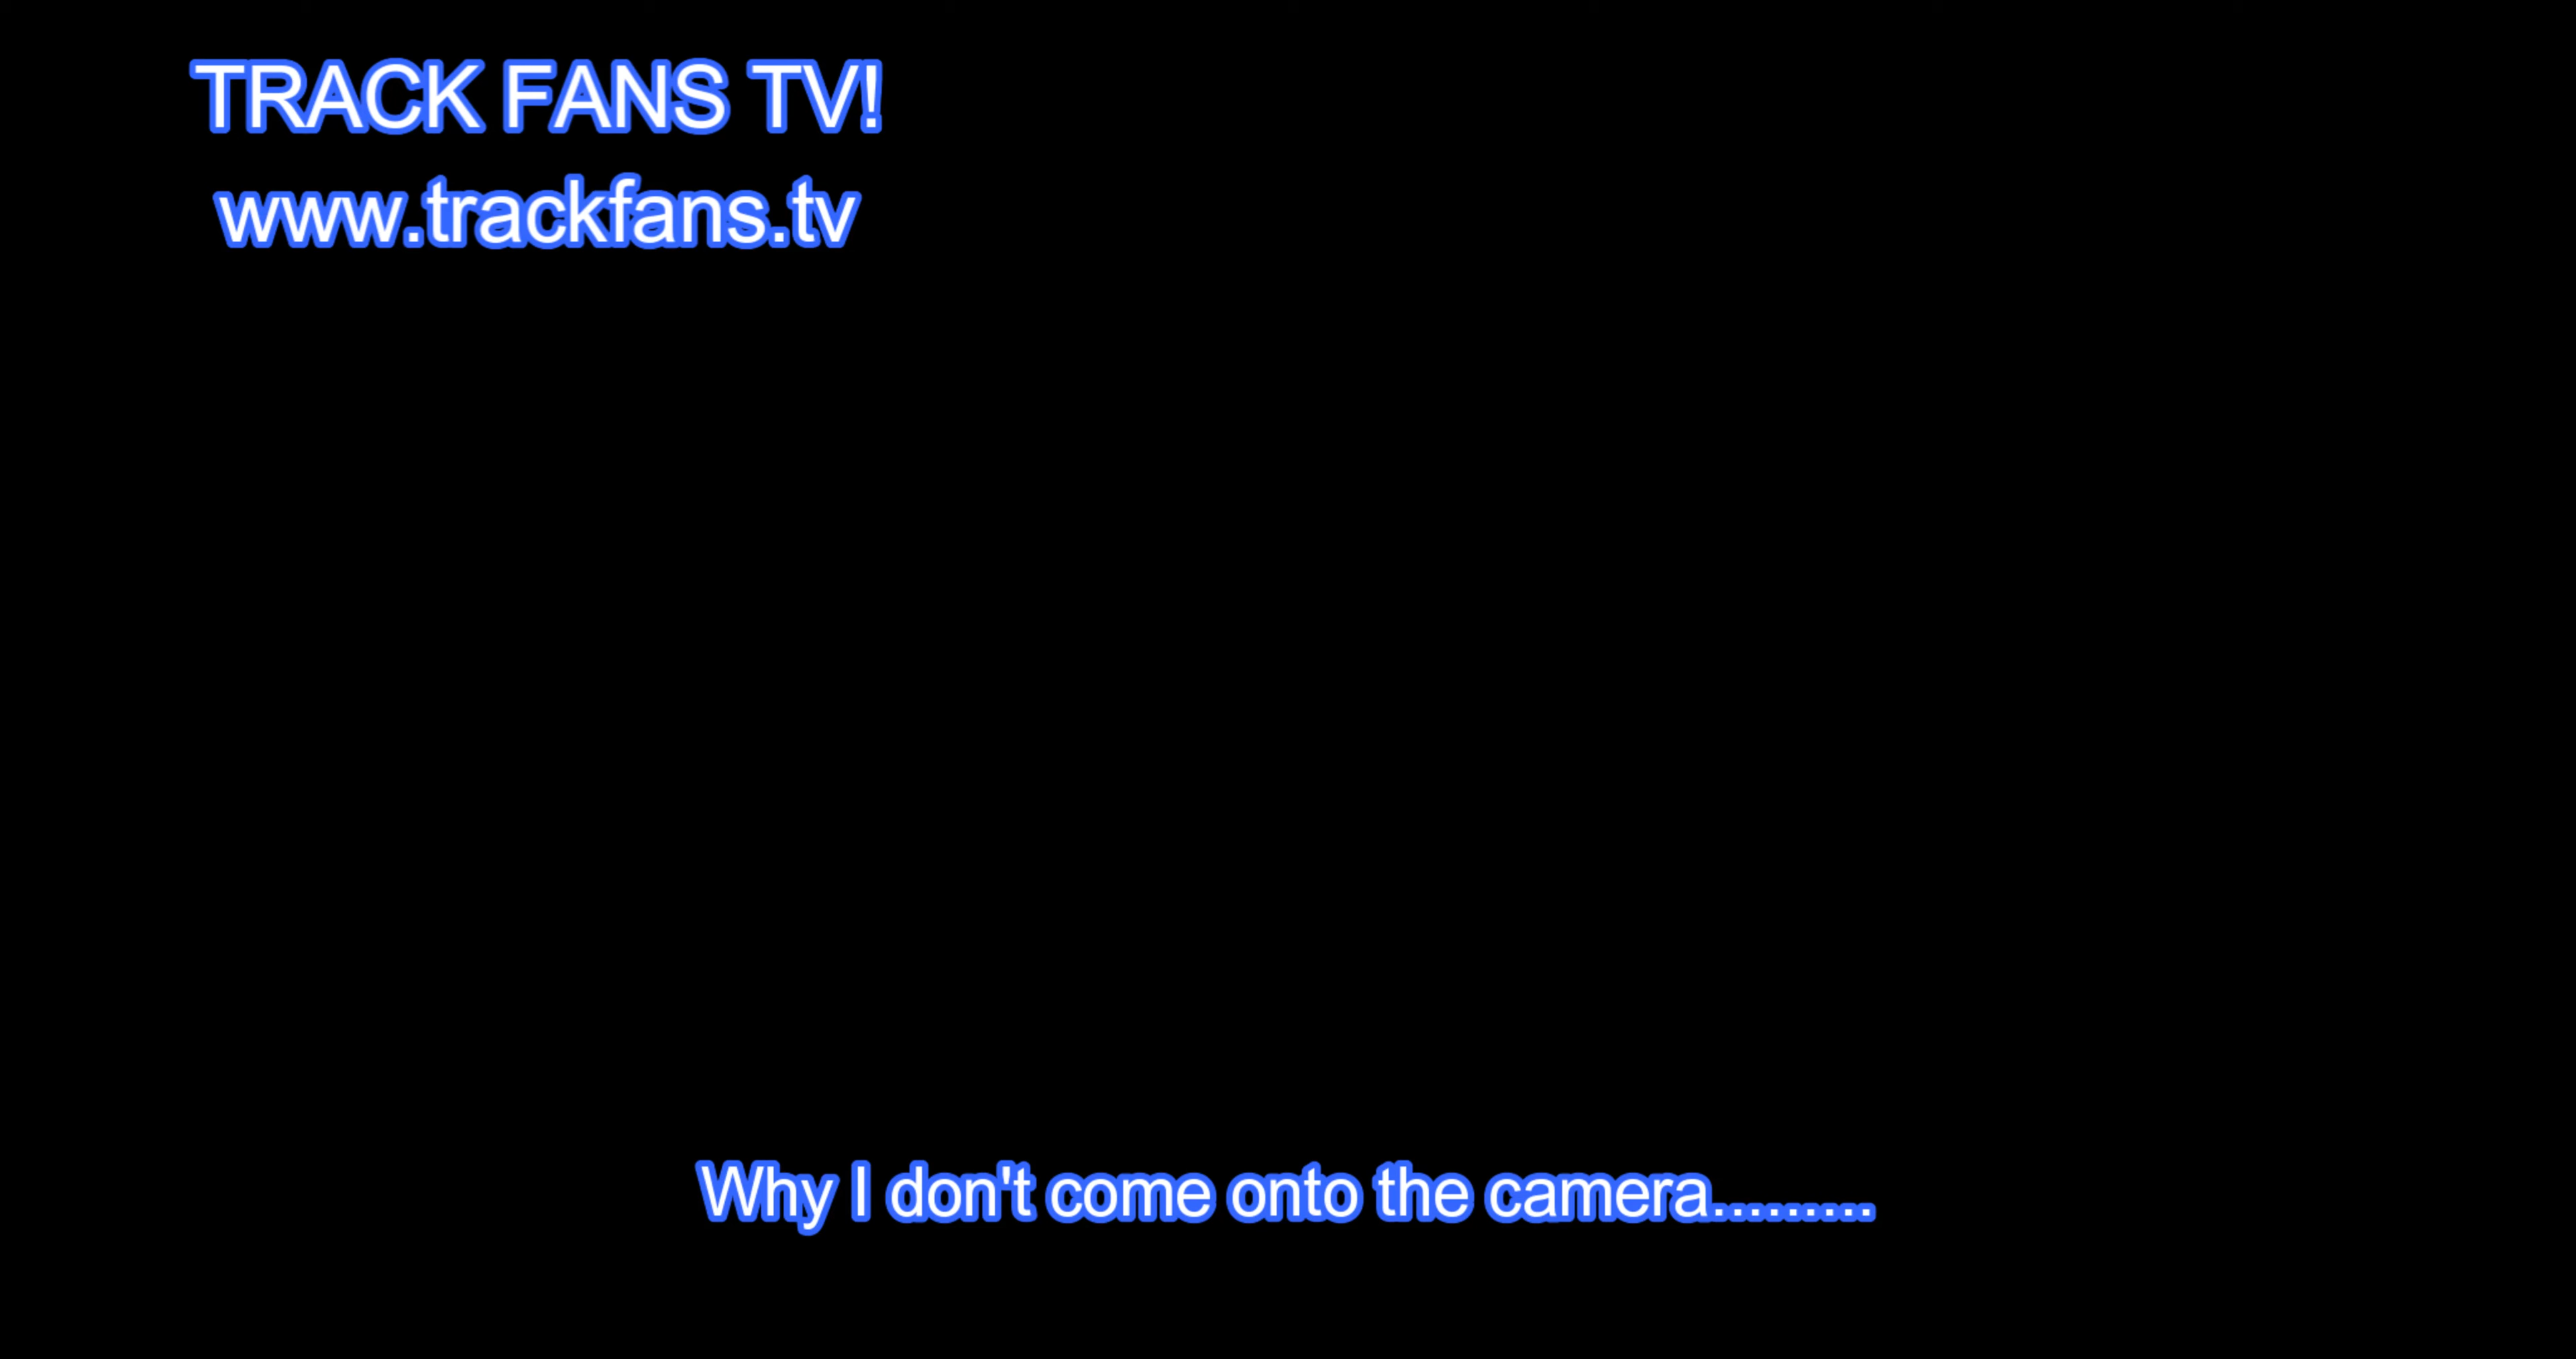 TRACK FANS TV!
www.trackfans.tv
Why I don't come onto the camera.........